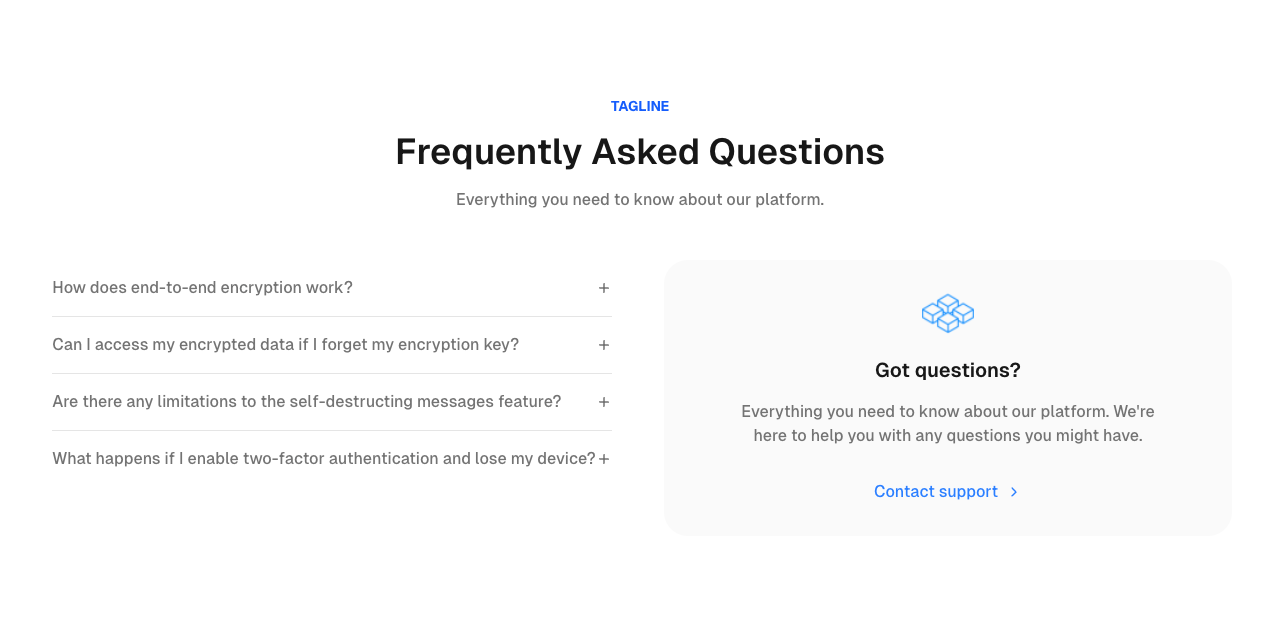 TAGLINE
Frequently Asked Questions
Everything you need to know about our platform.
How does end-to-end encryption work?
Can I access my encrypted data if I forget my encryption key?
Are there any limitations to the self-destructing messages feature?
What happens if I enable two-factor authentication and lose my device?
Got questions?
Everything you need to know about our platform. We're
here to help you with any questions you might have.
Contact support